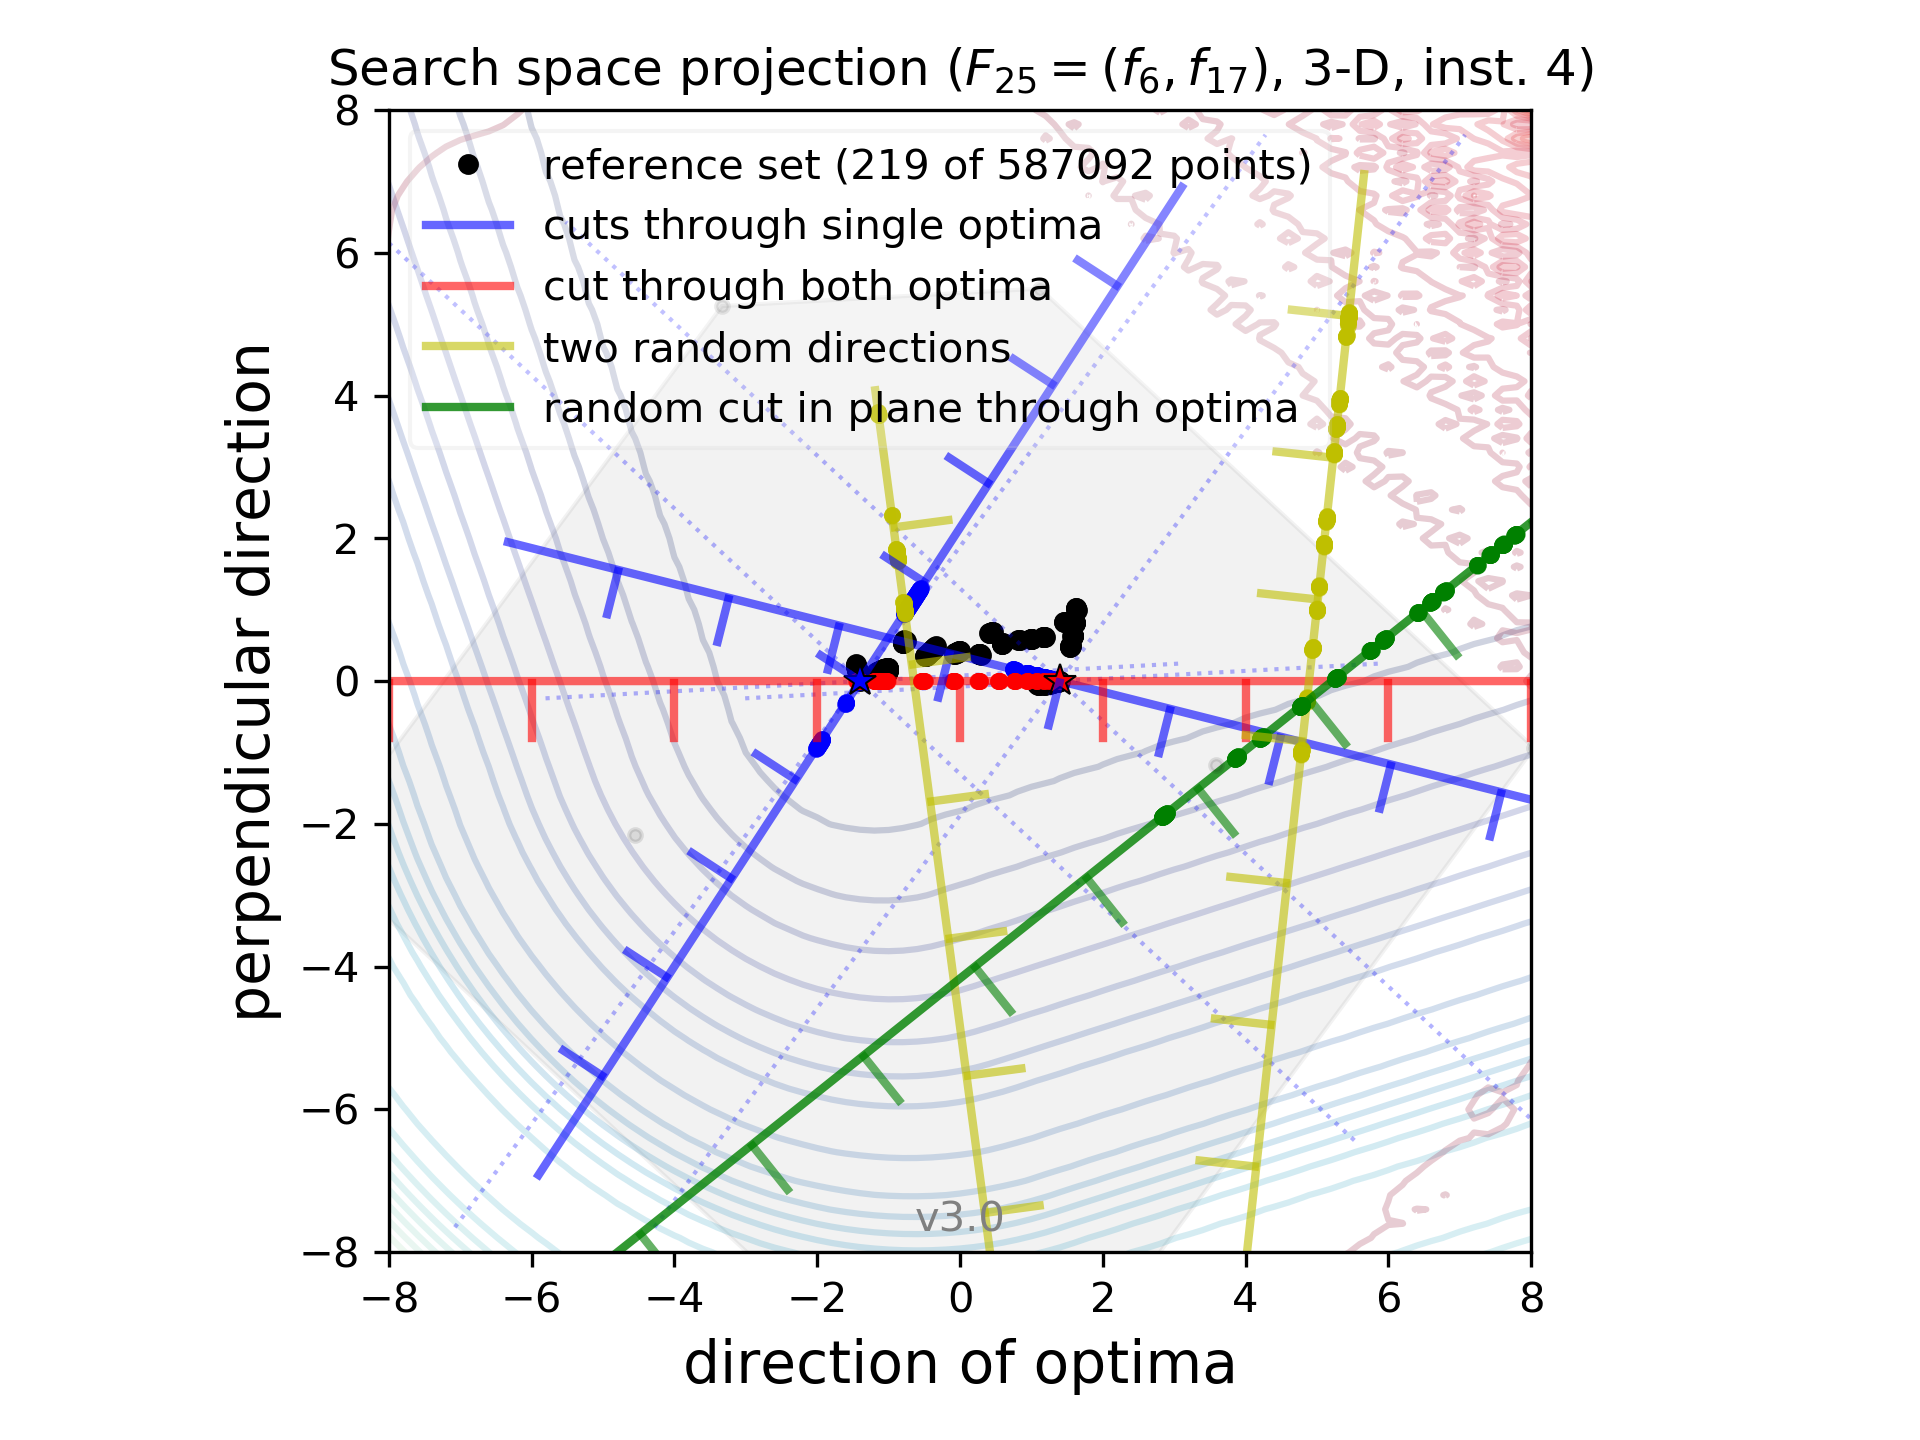 Search space projection (F25 = (f6, f17), 3-D, inst. 4)
reference set (219 of 587092 points)
cuts through single optima
cut through both optima
two random directions
random cut in plane through optima
8
6
4
2
0
−2
−4
−6
−8
perpendicular direction
v3.0
−8 −6 −4 −2 0 2 4 6 8
direction of optima